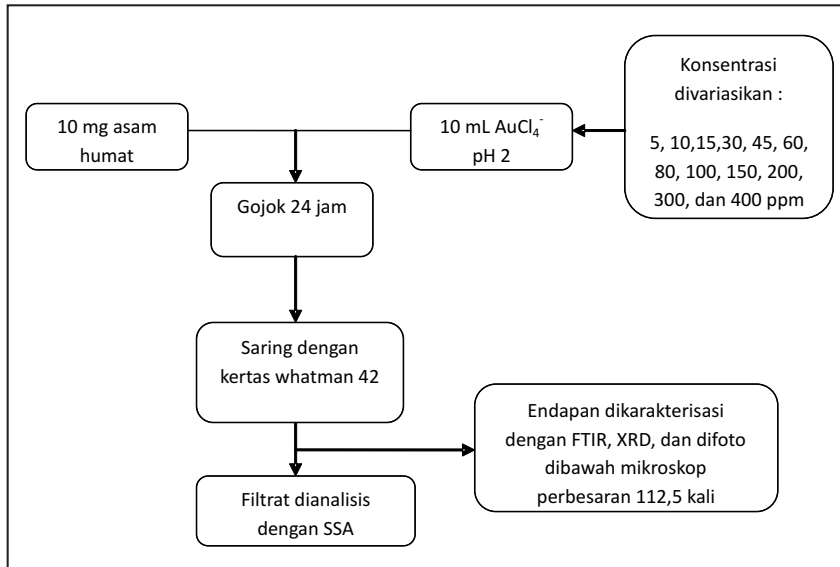 Konsentrasi
divariasikan :
5, 10,15,30, 45, 60,
80, 100, 150, 200,
300, dan 400 ppm
10 mg asam
humat
10 mL AuCl₄⁻
pH 2
Gojok 24 jam
Saring dengan
kertas whatman 42
Endapan dikarakterisasi
dengan FTIR, XRD, dan difoto
dibawah mikroskop
perbesaran 112,5 kali
Filtrat dianalisis
dengan SSA